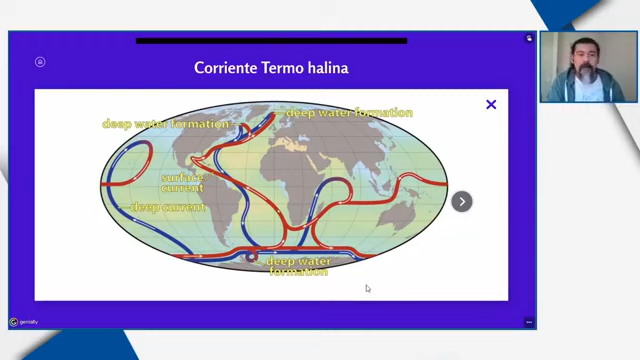 Corriente Termo halina
deep water formation
deep water formation
surface
current
deep current
deep water
formation
genially